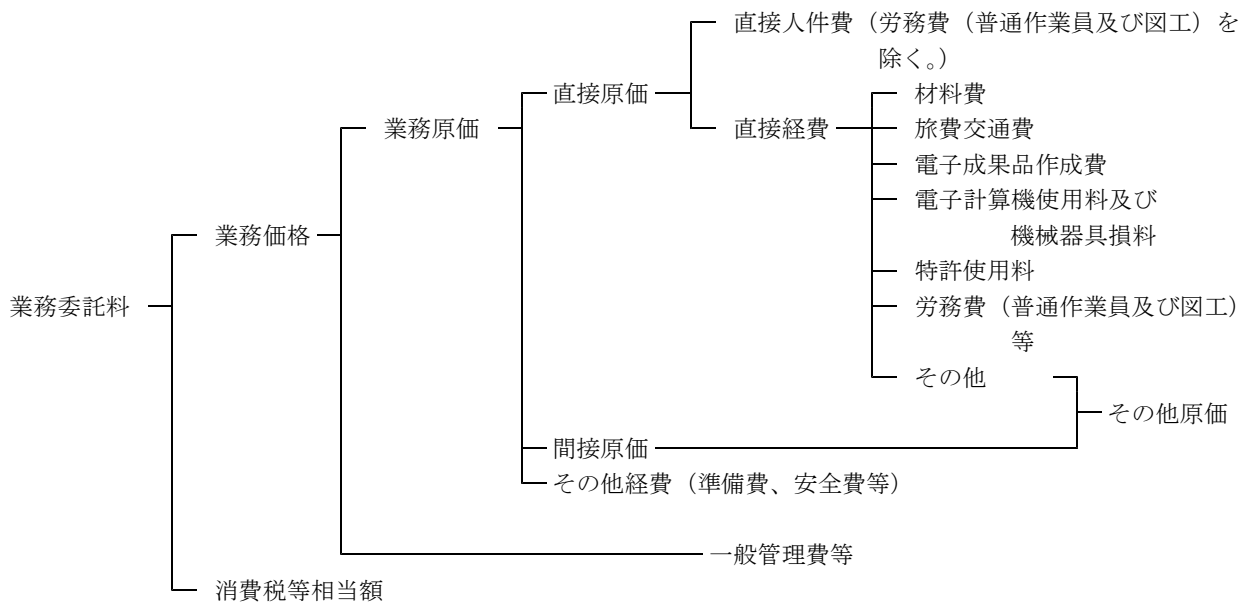 直接人件費（労務費（普通作業員及び図工）を
除く。）
直接原価
材料費
業務原価
直接経費
旅費交通費
電子成果品作成費
電子計算機使用料及び
業務価格
機械器具損料
特許使用料
業務委託料
労務費（普通作業員及び図工）
等
その他
その他原価
間接原価
その他経費（準備費、安全費等）
一般管理費等
消費税等相当額